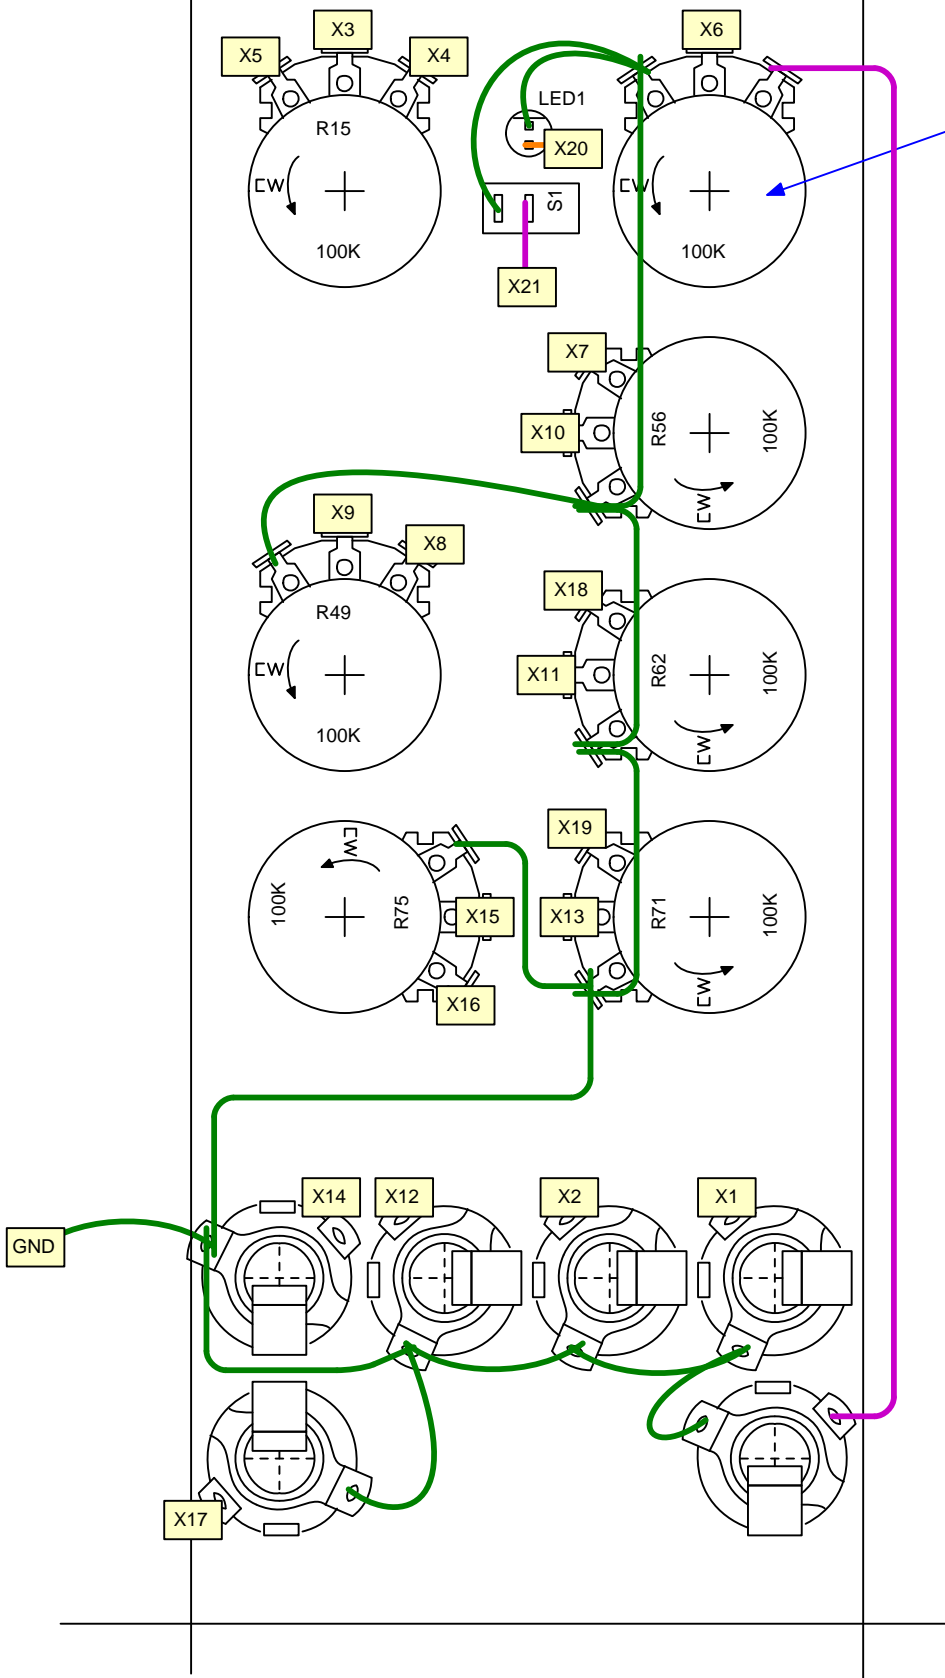 X3
X6
X5
X4
LED1
R15
X20
CW
CW
S1
100K
100K
X21
X7
X10
R56
100K
CW
X9
X8
X18
R49
X11
R62
100K
CW
100K
CW
X19
CW
100K
R75
X15
X13
R71
100K
X16
CW
X14
X12
X2
X1
GND
X17